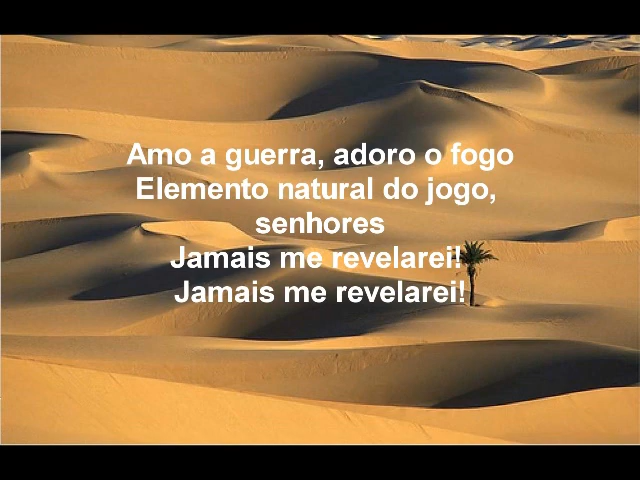 Amo a guerra, adoro o fogo
Elemento natural do jogo,
senhores
Jamais me revelarei!
Jamais me revelarei!